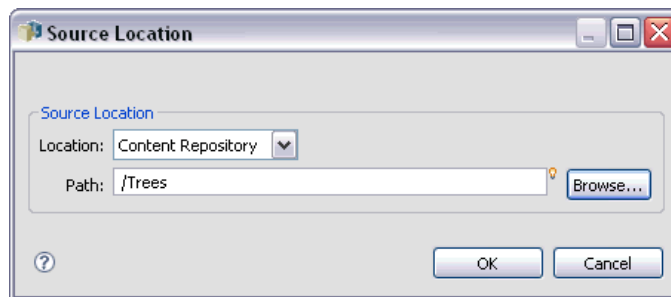 Source Location
Source Location
Location: Content Repository
Path: /Trees Browse...
? OK Cancel